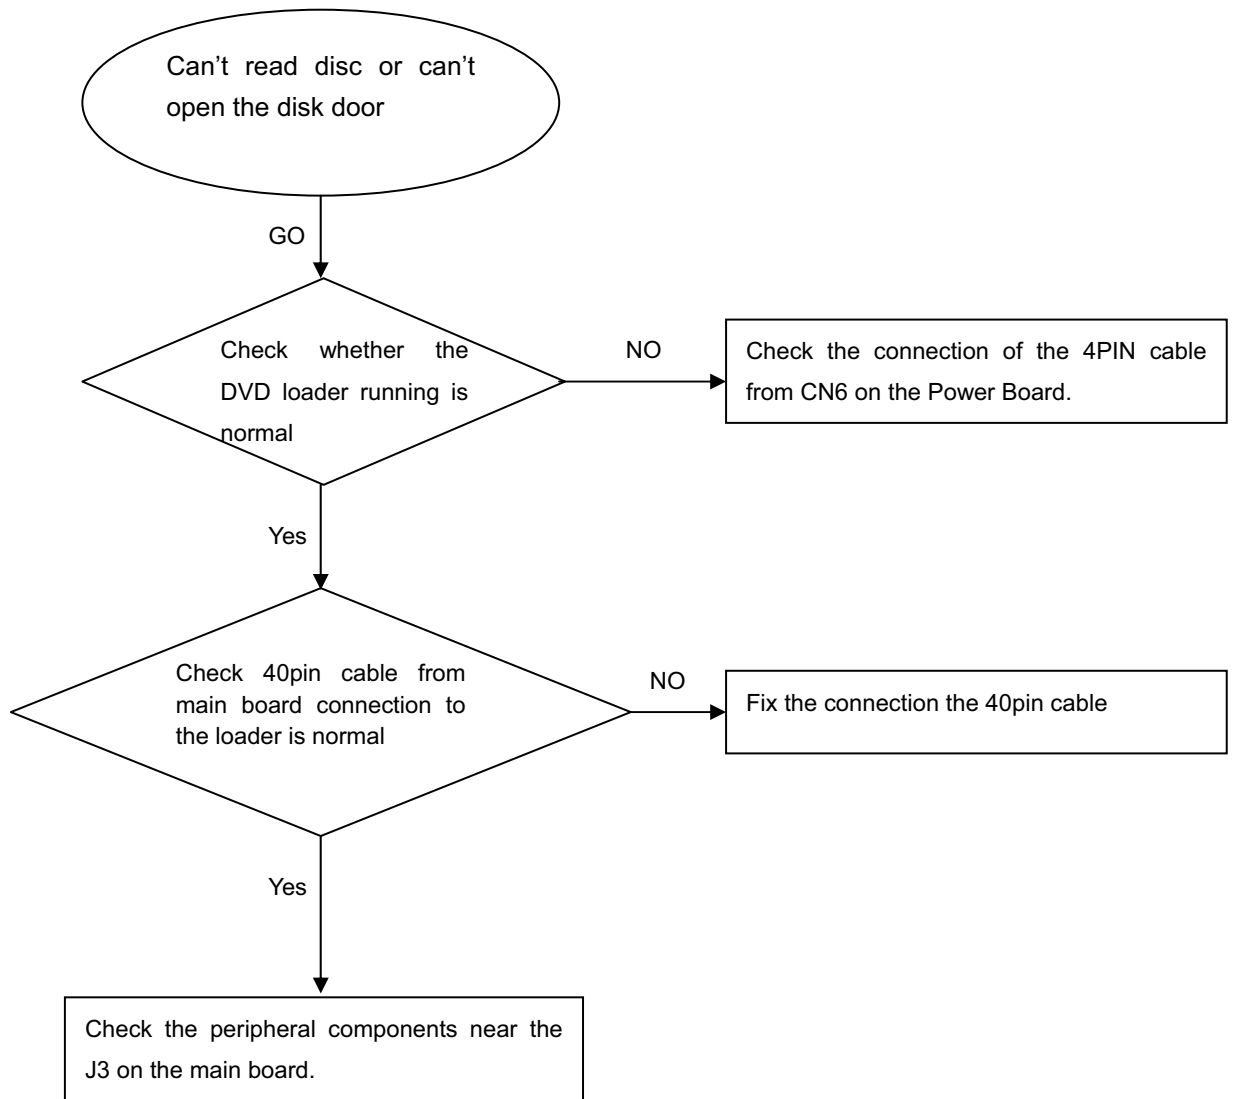 Can’t read disc or can’t
open the disk door
GO
Check whether the
DVD loader running is
normal
NO
Check the connection of the 4PIN cable
from CN6 on the Power Board.
Yes
Check 40pin cable from
main board connection to
the loader is normal
NO
Fix the connection the 40pin cable
Yes
Check the peripheral components near the
J3 on the main board.